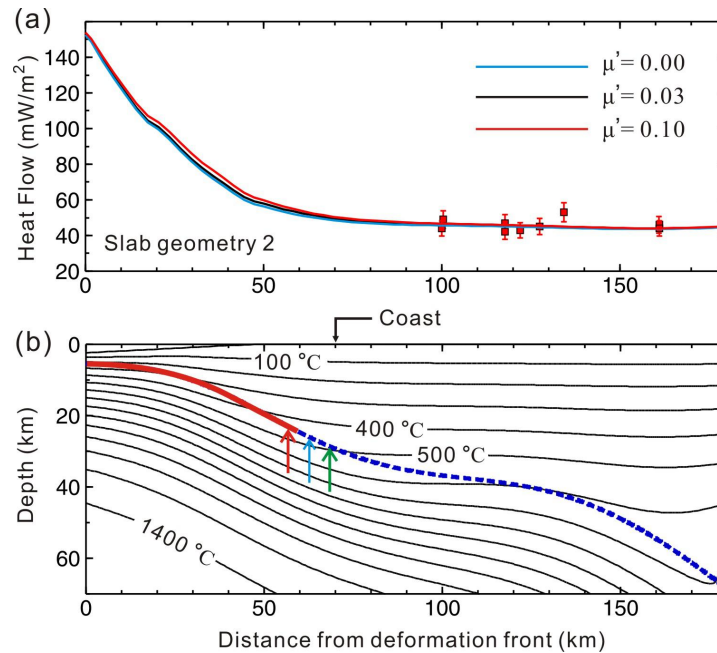 (a)
160
140
120
100
80
60
40
20
Heat Flow (mW/m²)
μ'= 0.00
μ'= 0.03
μ'= 0.10
Slab geometry 2
0
50
100
150
Coast
(b)
0
20
40
60
Depth (km)
100 °C
400 °C
500 °C
1400 °C
0
50
100
150
Distance from deformation front (km)